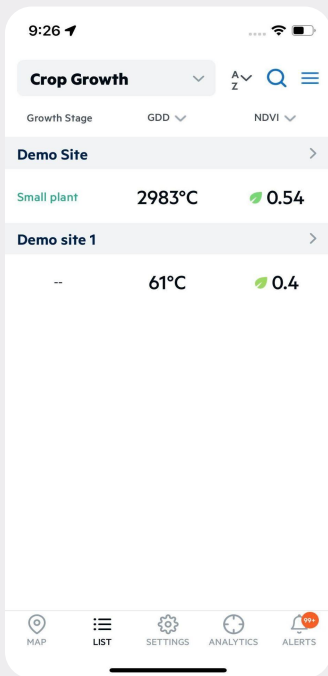 9:26
Crop Growth
A
Z
Growth Stage GDD NDVI
Demo Site
Small plant 2983°C 0.54
Demo site 1
-- 61°C 0.4
99+
MAP LIST SETTINGS ANALYTICS ALERTS